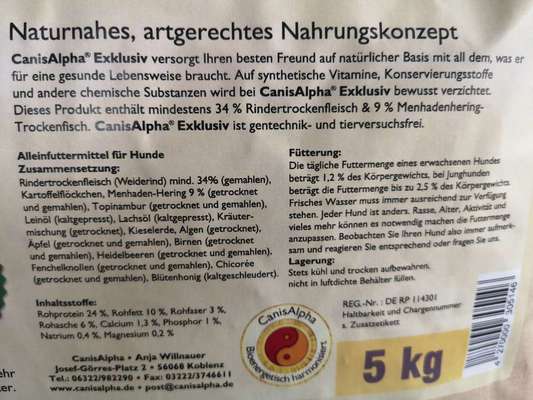 Naturnahes, artgerechtes Nahrungskonzept
CanisAlpha® Exklusiv versorgt Ihren besten Freund auf natürlicher Basis mit all dem, was er
für eine gesunde Lebensweise braucht. Auf synthetische Vitamine, Konservierungsstoffe
und andere chemische Substanzen wird bei CanisAlpha® Exklusiv bewusst verzichtet.
Dieses Produkt enthält mindestens 34 % Rindertrockenfleisch & 9 % Menhadenhering-
Trockenfisch. CanisAlpha® Exklusiv ist gentechnik- und tierversuchsfrei.
Alleinfuttermittel für Hunde
Zusammensetzung:
Rindertrockenfleisch (Weiderind) mind. 34% (gemahlen),
Kartoffelflöckchen, Menhaden-Hering 9 % (getrocknet
und gemahlen), Topinambur (getrocknet und gemahlen),
Leinöl (kaltgepresst), Lachsöl (kaltgepresst), Kräuter-
mischung (getrocknet), Kieselerde, Algen (getrocknet),
Äpfel (getrocknet und gemahlen), Birnen (getrocknet
und gemahlen), Heidelbeeren (getrocknet und gemahlen),
Fenchelknollen (getrocknet und gemahlen), Chicorée
(getrocknet und gemahlen), Blütenhonig (kaltgeschleudert).
Inhaltsstoffe:
Rohprotein 24 %, Rohfett 10 %, Rohfaser 3 %,
Rohasche 6 %, Calcium 1,3 %, Phosphor 1 %,
Natrium 0,4 %, Magnesium 0,2 %
CanisAlpha • Anja Willnauer
Josef-Görres-Platz 2 • 56068 Koblenz
Tel.: 06322/982290 • Fax: 03222/3746611
www.canisalpha.de • post@canisalpha.de
Fütterung:
Die tägliche Futtermenge eines erwachsenen Hundes
beträgt 1,2 % des Körpergewichts, bei Junghunden
beträgt die Futtermenge bis zu 2,5 % des Körpergewichts.
Frisches Wasser muss immer ausreichend zur Verfügung
stehen. Jeder Hund ist anders. Rasse, Alter, Aktivität und
vieles mehr können es notwendig machen die Futtermenge
anzupassen. Beobachten Sie Ihren Hund also immer aufmerk-
sam und reagieren Sie entsprechend oder fragen Sie uns.
Lagerung:
Stets kühl und trocken aufbewahren,
nicht in luftdichte Behälter füllen.
REG.-Nr.: DE RP 114301
Haltbarkeit und Chargennummer
s. Zusatzetikett
CanisAlpha
Bioenergetisch harmonisiert
5 kg
4 210000 305146
ehr
ter.